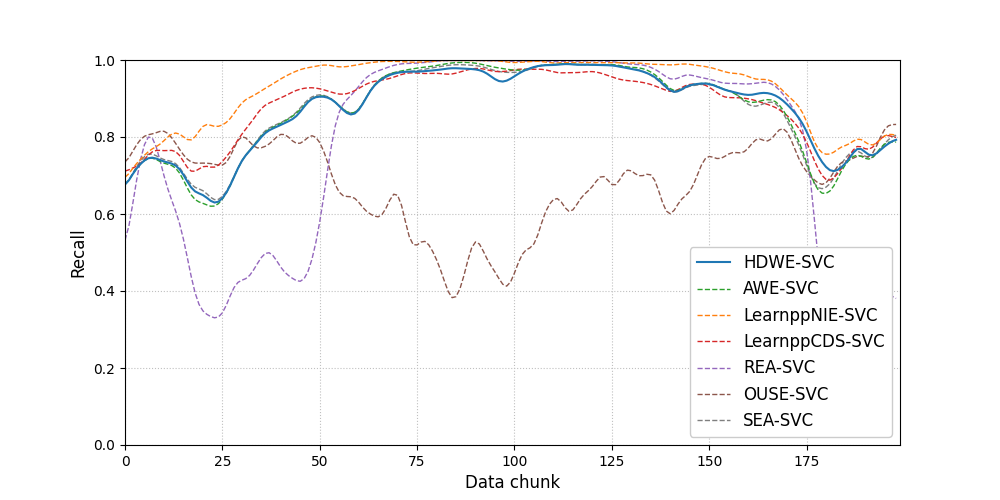 1.0
0.8
0.6
0.4
0.2
0.0
Recall
0 25 50 75 100 125 150 175
Data chunk
HDWE-SVC
AWE-SVC
LearnppNIE-SVC
LearnppCDS-SVC
REA-SVC
OUSE-SVC
SEA-SVC